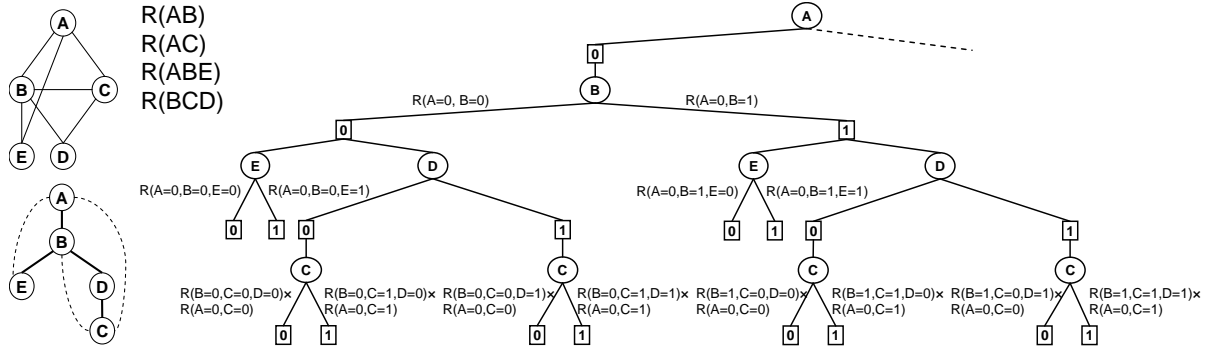 A
B
C
E
D
A
B
E
D
C
R(AB)
R(AC)
R(ABE)
R(BCD)
A
0
B
R(A=0, B=0)
R(A=0,B=1)
0
1
E
D
E
D
R(A=0,B=0,E=0)
R(A=0,B=0,E=1)
R(A=0,B=1,E=0)
R(A=0,B=1,E=1)
0
1
0
1
0
1
0
1
C
C
C
C
R(B=0,C=0,D=0)×
R(A=0,C=0)
R(B=0,C=1,D=0)×
R(A=0,C=1)
R(B=0,C=0,D=1)×
R(A=0,C=0)
R(B=0,C=1,D=1)×
R(A=0,C=1)
R(B=1,C=0,D=0)×
R(A=0,C=0)
R(B=1,C=1,D=0)×
R(A=0,C=1)
R(B=1,C=0,D=1)×
R(A=0,C=0)
R(B=1,C=1,D=1)×
R(A=0,C=1)
0
1
0
1
0
1
0
1